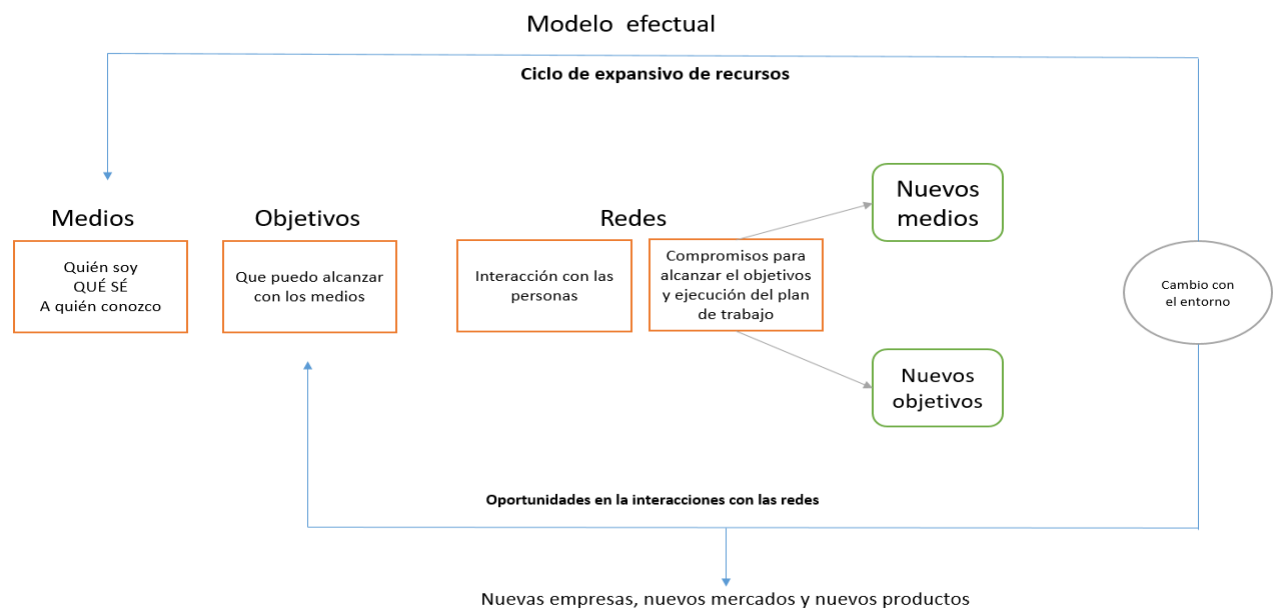 Modelo efectual
Ciclo de expansivo de recursos
Medios
Quién soy
QUÉ SÉ
A quién conozco
Objetivos
Que puedo alcanzar
con los medios
Redes
Interacción con las
personas
Compromisos para
alcanzar el objetivos
y ejecución del plan
de trabajo
Nuevos
medios
Nuevos
objetivos
Cambio con
el entorno
Oportunidades en la interacciones con las redes
Nuevas empresas, nuevos mercados y nuevos productos